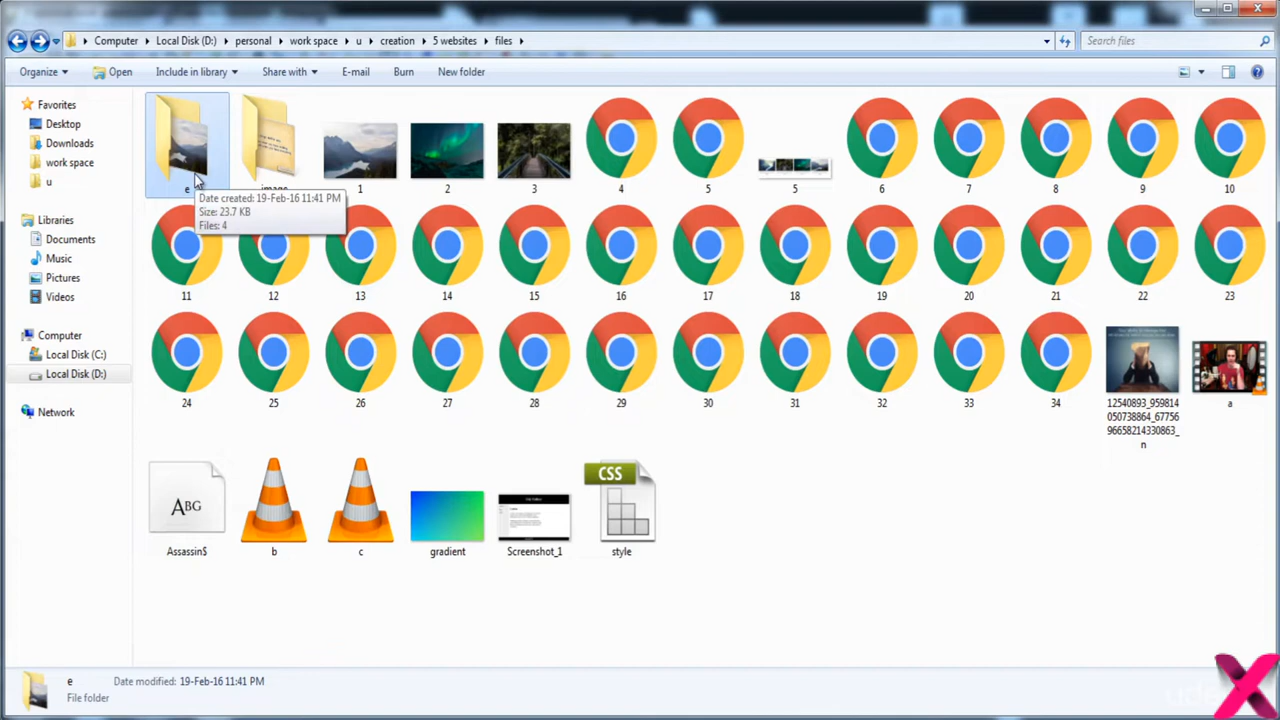 Computer ▸ Local Disk (D:) ▸ personal ▸ work space ▸ u ▸ creation ▸ 5 websites ▸ files ▸
Search files
Organize Open Include in library Share with E-mail Burn New folder
Favorites
Desktop
Downloads
work space
u
Libraries
Documents
Music
Pictures
Videos
Computer
Local Disk (C:)
Local Disk (D:)
Network
e image 1 2 3 4 5 5 6 7 8 9 10
Date created: 19-Feb-16 11:41 PM
Size: 23.7 KB
Files: 4
11 12 13 14 15 16 17 18 19 20 21 22 23
24 25 26 27 28 29 30 31 32 33 34
12540893_959814
050738864_67756
96658214330863_
n
a
ABG
CSS
Assassin$ b c gradient Screenshot_1 style
e Date modified: 19-Feb-16 11:41 PM
File folder
X